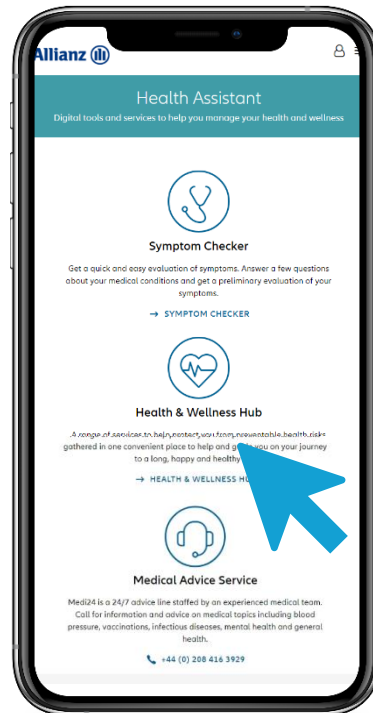 Allianz
Health Assistant
Digital tools and services to help you manage your health and wellness
Symptom Checker
Get a quick and easy evaluation of symptoms. Answer a few questions
about your medical conditions and get a preliminary evaluation of your
symptoms.
→ SYMPTOM CHECKER
Health & Wellness Hub
A range of services to help protect you from preventable health risks
gathered in one convenient place to help and you on your journey
to a long, happy and healthy
→ HEALTH & WELLNESS
Medical Advice Service
Medi24 is a 24/7 advice line staffed by an experienced medical team.
Call for information and advice on medical topics including blood
pressure, vaccinations, infectious diseases, mental health and general
health.
+44 (0) 208 416 3929